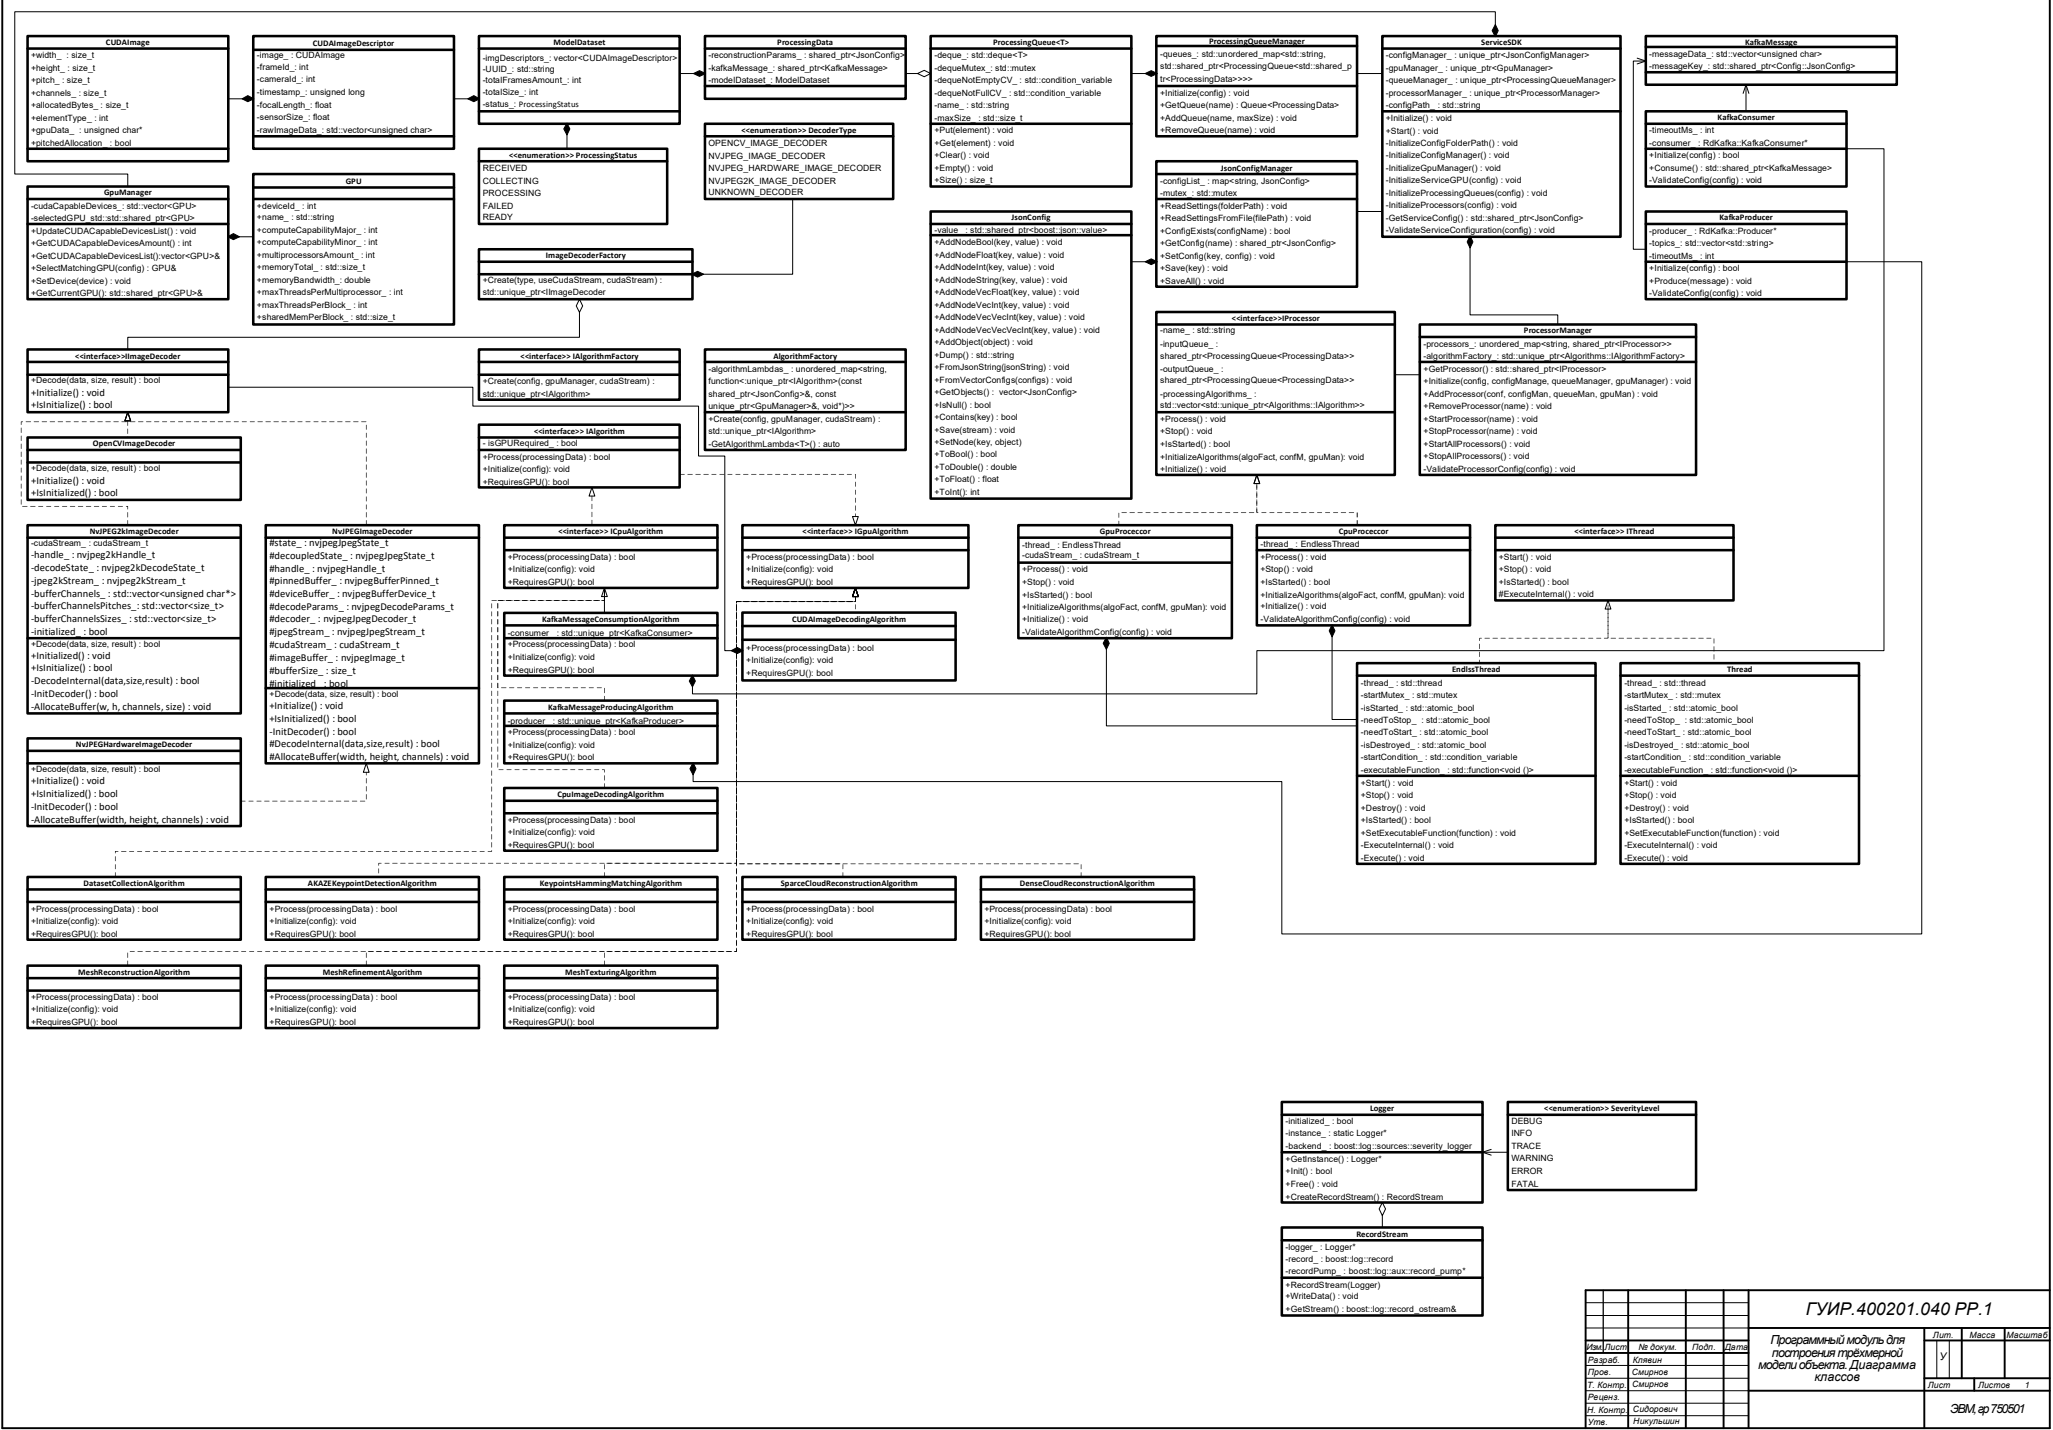 CUDAImage
+width_ : size_t
+height_ : size_t
+pitch_ : size_t
+channels_ : size_t
+allocatedBytes_ : size_t
+elementType_ : int
+gpuData_ : unsigned char*
+pitchedAllocation_ : bool
CUDAImageDescriptor
-image_ : CUDAImage
-frameId_ : int
-cameraId_ : int
-timestamp_ : unsigned long
-focalLength_ : float
-sensorSize_ : float
-rawImageData_ : std::vector<unsigned char>
ModelDataset
-imgDescriptors_: vector<CUDAImageDescriptor>
-UUID_ : std::string
-totalFramesAmount_ : int
-totalSize_ : int
-status_ : ProcessingStatus
ProcessingData
-reconstructionParams_ : shared_ptr<JsonConfig>
-kafkaMessage_ : shared_ptr<KafkaMessage>
-modelDataset_ : ModelDataset
ProcessingQueue<T>
-deque_ : std::deque<T>
-dequeMutex_ : std::mutex
-dequeNotEmptyCV_ : std::condition_variable
-dequeNotFullCV_ : std::condition_variable
-name_ : std::string
-maxSize_ : std::size_t
+Put(element) : void
+Get(element) : void
+Clear() : void
+Empty() : void
+Size() : size_t
ProcessingQueueManager
-queues_ : std::unordered_map<std::string,
std::shared_ptr<ProcessingQueue<std::shared_p
tr<ProcessingData>>>>
+Initialize(config) : void
+GetQueue(name) : Queue<ProcessingData>
+AddQueue(name, maxSize) : void
+RemoveQueue(name) : void
ServiceSDK
-configManager_ : unique_ptr<JsonConfigManager>
-gpuManager_ : unique_ptr<GpuManager>
-queueManager_ : unique_ptr<ProcessingQueueManager>
-processorManager_ : unique_ptr<ProcessorManager>
-configPath_ : std::string
+Initialize() : void
+Start() : void
-InitializeConfigFolderPath() : void
-InitializeConfigManager() : void
-InitializeGpuManager() : void
-InitializeServiceGPU(config) : void
-InitializeProcessingQueues(config) : void
-InitializeProcessors(config) : void
-GetServiceConfig() : std::shared_ptr<JsonConfig>
-ValidateServiceConfiguration(config) : void
KafkaMessage
-messageData_ : std::vector<unsigned char>
-messageKey_ : std::shared_ptr<Config::JsonConfig>
KafkaConsumer
-timeoutMs_ : int
-consumer_ : RdKafka::KafkaConsumer*
+Initialize(config) : bool
+Consume() : std::shared_ptr<KafkaMessage>
-ValidateConfig(config) : void
KafkaProducer
-producer_ : RdKafka::Producer*
-topics_ : std::vector<std::string>
-timeoutMs_ : int
+Initialize(config) : bool
+Produce(message) : void
-ValidateConfig(config) : void
<<enumeration>> ProcessingStatus
RECEIVED
COLLECTING
PROCESSING
FAILED
READY
<<enumeration>> DecoderType
OPENCV_IMAGE_DECODER
NVJPEG_IMAGE_DECODER
NVJPEG_HARDWARE_IMAGE_DECODER
NVJPEG2K_IMAGE_DECODER
UNKNOWN_DECODER
GpuManager
-cudaCapableDevices_ : std::vector<GPU>
-selectedGPU_std::std::shared_ptr<GPU>
+UpdateCUDACapableDevicesList() : void
+GetCUDACapableDevicesAmount() : int
+GetCUDACapableDevicesList():vector<GPU>&
+SelectMatchingGPU(config) : GPU&
+SetDevice(device) : void
+GetCurrentGPU(): std::shared_ptr<GPU>&
GPU
+deviceId_ : int
+name_ : std::string
+computeCapabilityMajor_ : int
+computeCapabilityMinor_ : int
+multiprocessorsAmount_ : int
+memoryTotal_ : std::size_t
+memoryBandwidth_ : double
+maxThreadsPerMultiprocessor_ : int
+maxThreadsPerBlock_ : int
+sharedMemPerBlock_ : std::size_t
ImageDecoderFactory
+Create(type, useCudaStream, cudaStream) :
std::unique_ptr<IImageDecoder
JsonConfig
-value_ : std::shared_ptr<boost::json::value>
+AddNodeBool(key, value) : void
+AddNodeFloat(key, value) : void
+AddNodeInt(key, value) : void
+AddNodeString(key, value) : void
+AddNodeVecFloat(key, value) : void
+AddNodeVecInt(key, value) : void
+AddNodeVecVecInt(key, value) : void
+AddNodeVecVecVecInt(key, value) : void
+AddObject(object) : void
+Dump() : std::string
+FromJsonString(jsonString) : void
+FromVectorConfigs(configs) : void
+GetObjects() : vector<JsonConfig>
+IsNull() : bool
+Contains(key) : bool
+Save(stream) : void
+SetNode(key, object)
+ToBool() : bool
+ToDouble() : double
+ToFloat() : float
+ToInt(): int
JsonConfigManager
-configList_ : map<string, JsonConfig>
-mutex_ : std::mutex
+ReadSettings(folderPath) : void
+ReadSettingsFromFile(filePath) : void
+ConfigExists(configName) : bool
+GetConfig(name) : shared_ptr<JsonConfig>
+SetConfig(key, config) : void
+Save(key) : void
+SaveAll() : void
<<interface>>IProcessor
-name_ : std::string
-inputQueue_ :
shared_ptr<ProcessingQueue<ProcessingData>>
-outputQueue_ :
shared_ptr<ProcessingQueue<ProcessingData>>
-processingAlgorithms_ :
std::vector<std::unique_ptr<Algorithms::IAlgorithm>>
+Process() : void
+Stop() : void
+IsStarted() : bool
+InitializeAlgorithms(algoFact, confM, gpuMan): void
+Initialize() : void
ProcessorManager
-processors_: unordered_map<string, shared_ptr<IProcessor>>
-algorithmFactory_ : std::unique_ptr<Algorithms::IAlgorithmFactory>
+GetProcessor() : std::shared_ptr<IProcessor>
+Initialize(config, configManage, queueManager, gpuManager) : void
+AddProcessor(conf, configMan, queueMan, gpuMan) : void
+RemoveProcessor(name) : void
+StartProcessor(name) : void
+StopProcessor(name) : void
+StartAllProcessors() : void
+StopAllProcessors() : void
-ValidateProcessorConfig(config) : void
<<interface>>IImageDecoder
+Decode(data, size, result) : bool
+Initialize() : void
+IsInitialize() : bool
<<interface>> IAlgorithmFactory
+Create(config, gpuManager, cudaStream) :
std::unique_ptr<IAlgorithm>
AlgorithmFactory
-algorithmLambdas_ : unordered_map<string,
function<:unique_ptr<IAlgorithm>(const
shared_ptr<JsonConfig>&, const
unique_ptr<GpuManager>&, void*)>>
+Create(config, gpuManager, cudaStream) :
std::unique_ptr<IAlgorithm>
-GetAlgorithmLambda<T>() : auto
<<interface>> IAlgorithm
- isGPURequired_ : bool
+Process(processingData) : bool
+Initialize(config): void
+RequiresGPU(): bool
OpenCVImageDecoder
+Decode(data, size, result) : bool
+Initialize() : void
+IsInitialized() : bool
NvJPEG2kImageDecoder
-cudaStream_ : cudaStream_t
-handle_ : nvjpeg2kHandle_t
-decodeState_ : nvjpeg2kDecodeState_t
-jpeg2kStream_ : nvjpeg2kStream_t
-bufferChannels_ : std::vector<unsigned char*>
-bufferChannelsPitches_ : std::vector<size_t>
-bufferChannelsSizes_ : std::vector<size_t>
-initialized_ : bool
+Decode(data, size, result) : bool
+Initialized() : void
+IsInitialize() : bool
-DecodeInternal(data,size,result) : bool
-InitDecoder() : bool
-AllocateBuffer(w, h, channels, size) : void
NvJPEGImageDecoder
#state_ : nvjpegJpegState_t
#decoupledState_ : nvjpegJpegState_t
#handle_ : nvjpegHandle_t
#pinnedBuffer_ : nvjpegBufferPinned_t
#deviceBuffer_ : nvjpegBufferDevice_t
#decodeParams_ : nvjpegDecodeParams_t
#decoder_ : nvjpegJpegDecoder_t
#jpegStream_ : nvjpegJpegStream_t
#cudaStream_ : cudaStream_t
#imageBuffer_ : nvjpegImage_t
#bufferSize_ : size_t
#initialized_ : bool
+Decode(data, size, result) : bool
+Initialize() : void
+IsInitialized() : bool
-InitDecoder() : bool
#DecodeInternal(data,size,result) : bool
#AllocateBuffer(width, height, channels) : void
<<interface>> ICpuAlgorithm
+Process(processingData) : bool
+Initialize(config): void
+RequiresGPU(): bool
<<interface>> IGpuAlgorithm
+Process(processingData) : bool
+Initialize(config): void
+RequiresGPU(): bool
GpuProceccor
-thread_ : EndlessThread
-cudaStream_ : cudaStream_t
+Process() : void
+Stop() : void
+IsStarted() : bool
+InitializeAlgorithms(algoFact, confM, gpuMan): void
+Initialize() : void
-ValidateAlgorithmConfig(config) : void
CpuProceccor
-thread_ : EndlessThread
+Process() : void
+Stop() : void
+IsStarted() : bool
+InitializeAlgorithms(algoFact, confM, gpuMan): void
+Initialize() : void
-ValidateAlgorithmConfig(config) : void
<<interface>> IThread
+Start() : void
+Stop() : void
+IsStarted() : bool
#ExecuteInternal() : void
KafkaMessageConsumptionAlgorithm
-consumer_ : std::unique_ptr<KafkaConsumer>
+Process(processingData) : bool
+Initialize(config): void
+RequiresGPU(): bool
CUDAImageDecodingAlgorithm
+Process(processingData) : bool
+Initialize(config): void
+RequiresGPU(): bool
EndlssThread
-thread_ : std::thread
-startMutex_ : std::mutex
-isStarted_ : std::atomic_bool
-needToStop_ : std::atomic_bool
-needToStart_ : std::atomic_bool
-isDestroyed_ : std::atomic_bool
-startCondition_ : std::condition_variable
-executableFunction_ : std::function<void ()>
+Start() : void
+Stop() : void
+Destroy() : void
+IsStarted() : bool
+SetExecutableFunction(function) : void
-ExecuteInternal() : void
-Execute() : void
Thread
-thread_ : std::thread
-startMutex_ : std::mutex
-isStarted_ : std::atomic_bool
-needToStop_ : std::atomic_bool
-needToStart_ : std::atomic_bool
-isDestroyed_ : std::atomic_bool
-startCondition_ : std::condition_variable
-executableFunction_ : std::function<void ()>
+Start() : void
+Stop() : void
+Destroy() : void
+IsStarted() : bool
+SetExecutableFunction(function) : void
-ExecuteInternal() : void
-Execute() : void
KafkaMessageProducingAlgorithm
-producer_ : std::unique_ptr<KafkaProducer>
+Process(processingData) : bool
+Initialize(config): void
+RequiresGPU(): bool
NvJPEGHardwareImageDecoder
+Decode(data, size, result) : bool
+Initialize() : void
+IsInitialized() : bool
-InitDecoder() : bool
-AllocateBuffer(width, height, channels) : void
CpuImageDecodingAlgorithm
+Process(processingData) : bool
+Initialize(config): void
+RequiresGPU(): bool
DatasetCollectionAlgorithm
+Process(processingData) : bool
+Initialize(config): void
+RequiresGPU(): bool
AKAZEKeypointDetectionAlgorithm
+Process(processingData) : bool
+Initialize(config): void
+RequiresGPU(): bool
KeypointsHammingMatchingAlgorithm
+Process(processingData) : bool
+Initialize(config): void
+RequiresGPU(): bool
SparceCloudReconstructionAlgorithm
+Process(processingData) : bool
+Initialize(config): void
+RequiresGPU(): bool
DenseCloudReconstructionAlgorithm
+Process(processingData) : bool
+Initialize(config): void
+RequiresGPU(): bool
MeshReconstructionAlgorithm
+Process(processingData) : bool
+Initialize(config): void
+RequiresGPU(): bool
MeshRefinementAlgorithm
+Process(processingData) : bool
+Initialize(config): void
+RequiresGPU(): bool
MeshTexturingAlgorithm
+Process(processingData) : bool
+Initialize(config): void
+RequiresGPU(): bool
Logger
-initialized_ : bool
-instance_ : static Logger*
-backend_ : boost::log::sources::severity_logger
+GetInstance() : Logger*
+Init() : bool
+Free() : void
+CreateRecordStream() : RecordStream
<<enumeration>> SeverityLevel
DEBUG
INFO
TRACE
WARNING
ERROR
FATAL
RecordStream
-logger_ : Logger*
-record_ : boost::log::record
-recordPump_ : boost::log::aux::record_pump*
+RecordStream(Logger)
+WriteData() : void
+GetStream() : boost::log::record_ostream&
ГУИР.400201.040 РР.1
Программный модуль для
построения трёхмерной
модели объекта. Диаграмма
классов
Лит. Масса Масштаб
У
Лист Листов 1
ЭВМ, гр 750501
Изм. Лист № докум. Подп. Дата
Разраб. Клявин
Пров. Смирнов
Т. Контр. Смирнов
Реценз.
Н. Контр. Сидорович
Утв. Никульшин